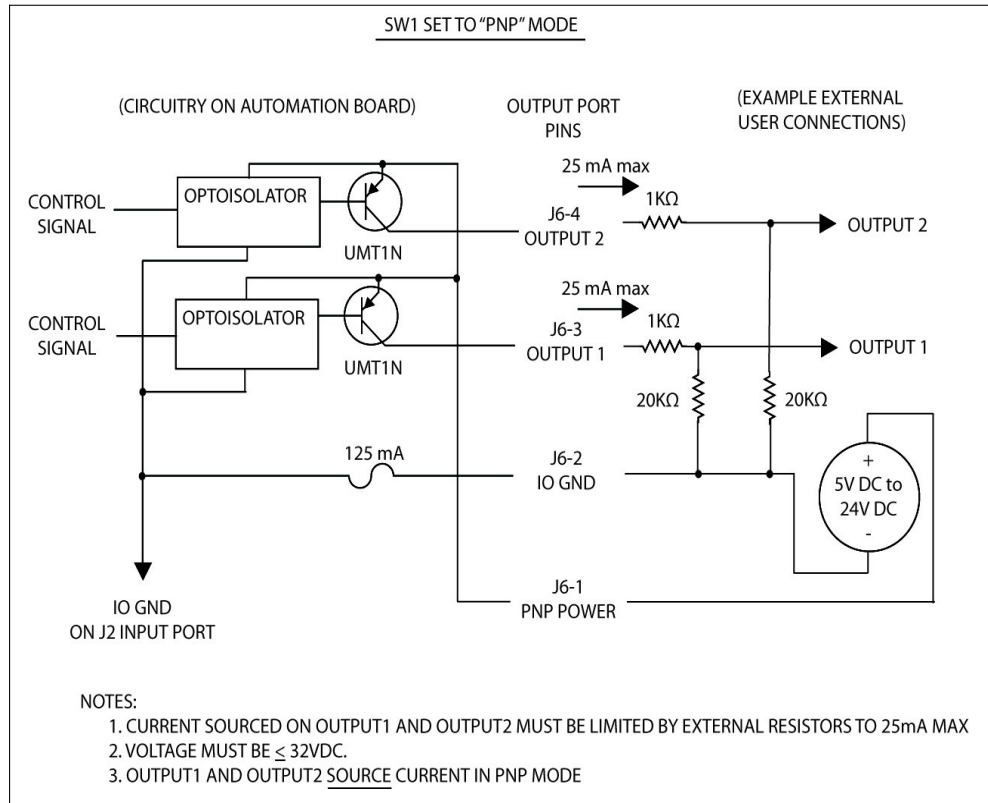 SW1 SET TO “PNP” MODE
(CIRCUITRY ON AUTOMATION BOARD)
OUTPUT PORT
PINS
(EXAMPLE EXTERNAL
USER CONNECTIONS)
CONTROL
SIGNAL
OPTOISOLATOR
UMT1N
25 mA max
J6-4
OUTPUT 2
1KΩ
OUTPUT 2
CONTROL
SIGNAL
OPTOISOLATOR
UMT1N
25 mA max
J6-3
OUTPUT 1
1KΩ
OUTPUT 1
20KΩ
20KΩ
125 mA
J6-2
IO GND
+
5V DC to
24V DC
-
J6-1
PNP POWER
IO GND
ON J2 INPUT PORT
NOTES:
1. CURRENT SOURCED ON OUTPUT1 AND OUTPUT2 MUST BE LIMITED BY EXTERNAL RESISTORS TO 25mA MAX
2. VOLTAGE MUST BE ≤ 32VDC.
3. OUTPUT1 AND OUTPUT2 SOURCE CURRENT IN PNP MODE